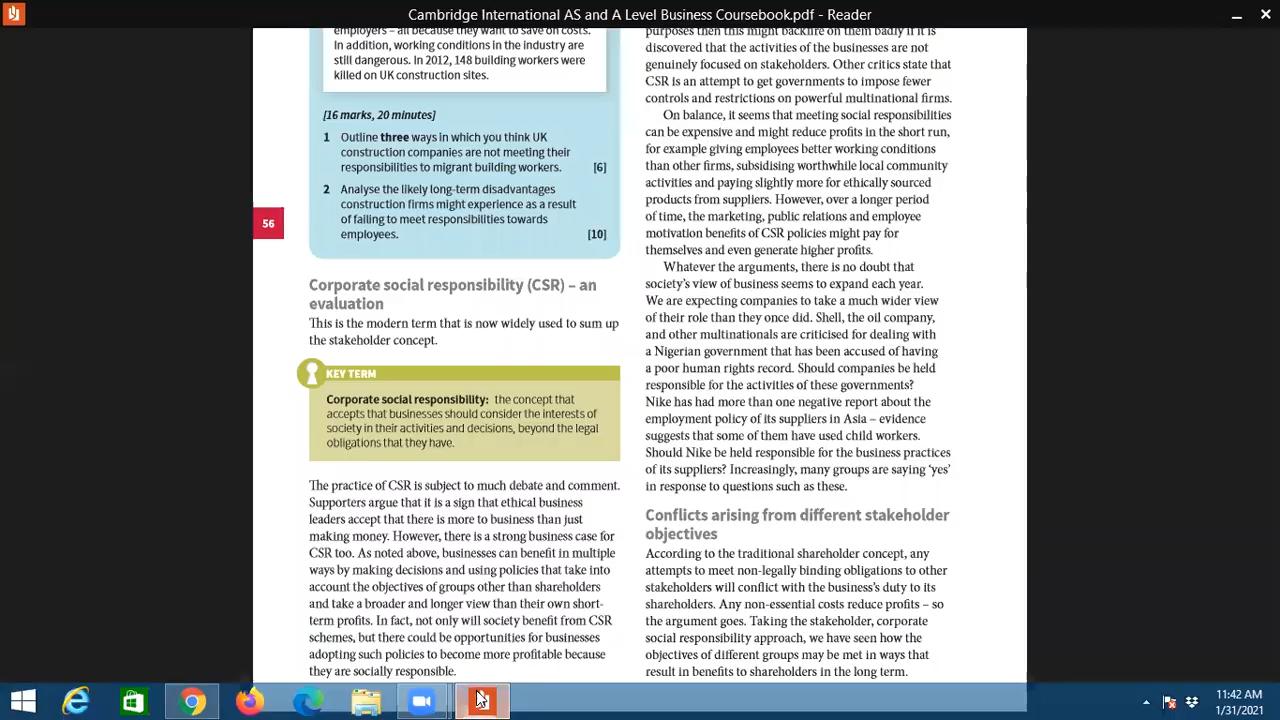 Cambridge International AS and A Level Business Coursebook.pdf - Reader
employers – all because they want to save on costs.
In addition, working conditions in the industry are
still dangerous. In 2012, 148 building workers were
killed on UK construction sites.
[16 marks, 20 minutes]
1 Outline three ways in which you think UK
construction companies are not meeting their
responsibilities to migrant building workers. [6]
2 Analyse the likely long-term disadvantages
construction firms might experience as a result
of failing to meet responsibilities towards
employees. [10]
56
Corporate social responsibility (CSR) – an
evaluation
This is the modern term that is now widely used to sum up
the stakeholder concept.
KEY TERM
Corporate social responsibility: the concept that
accepts that businesses should consider the interests of
society in their activities and decisions, beyond the legal
obligations that they have.
The practice of CSR is subject to much debate and comment.
Supporters argue that it is a sign that ethical business
leaders accept that there is more to business than just
making money. However, there is a strong business case for
CSR too. As noted above, businesses can benefit in multiple
ways by making decisions and using policies that take into
account the objectives of groups other than shareholders
and take a broader and longer view than their own short-
term profits. In fact, not only will society benefit from CSR
schemes, but there could be opportunities for businesses
adopting such policies to become more profitable because
they are socially responsible.
purposes then this might backfire on them badly if it is
discovered that the activities of the businesses are not
genuinely focused on stakeholders. Other critics state that
CSR is an attempt to get governments to impose fewer
controls and restrictions on powerful multinational firms.
On balance, it seems that meeting social responsibilities
can be expensive and might reduce profits in the short run,
for example giving employees better working conditions
than other firms, subsidising worthwhile local community
activities and paying slightly more for ethically sourced
products from suppliers. However, over a longer period
of time, the marketing, public relations and employee
motivation benefits of CSR policies might pay for
themselves and even generate higher profits.
Whatever the arguments, there is no doubt that
society's view of business seems to expand each year.
We are expecting companies to take a much wider view
of their role than they once did. Shell, the oil company,
and other multinationals are criticised for dealing with
a Nigerian government that has been accused of having
a poor human rights record. Should companies be held
responsible for the activities of these governments?
Nike has had more than one negative report about the
employment policy of its suppliers in Asia – evidence
suggests that some of them have used child workers.
Should Nike be held responsible for the business practices
of its suppliers? Increasingly, many groups are saying ‘yes’
in response to questions such as these.
Conflicts arising from different stakeholder
objectives
According to the traditional shareholder concept, any
attempts to meet non-legally binding obligations to other
stakeholders will conflict with the business's duty to its
shareholders. Any non-essential costs reduce profits – so
the argument goes. Taking the stakeholder, corporate
social responsibility approach, we have seen how the
objectives of different groups may be met in ways that
result in benefits to shareholders in the long term.
11:42 AM
1/31/2021